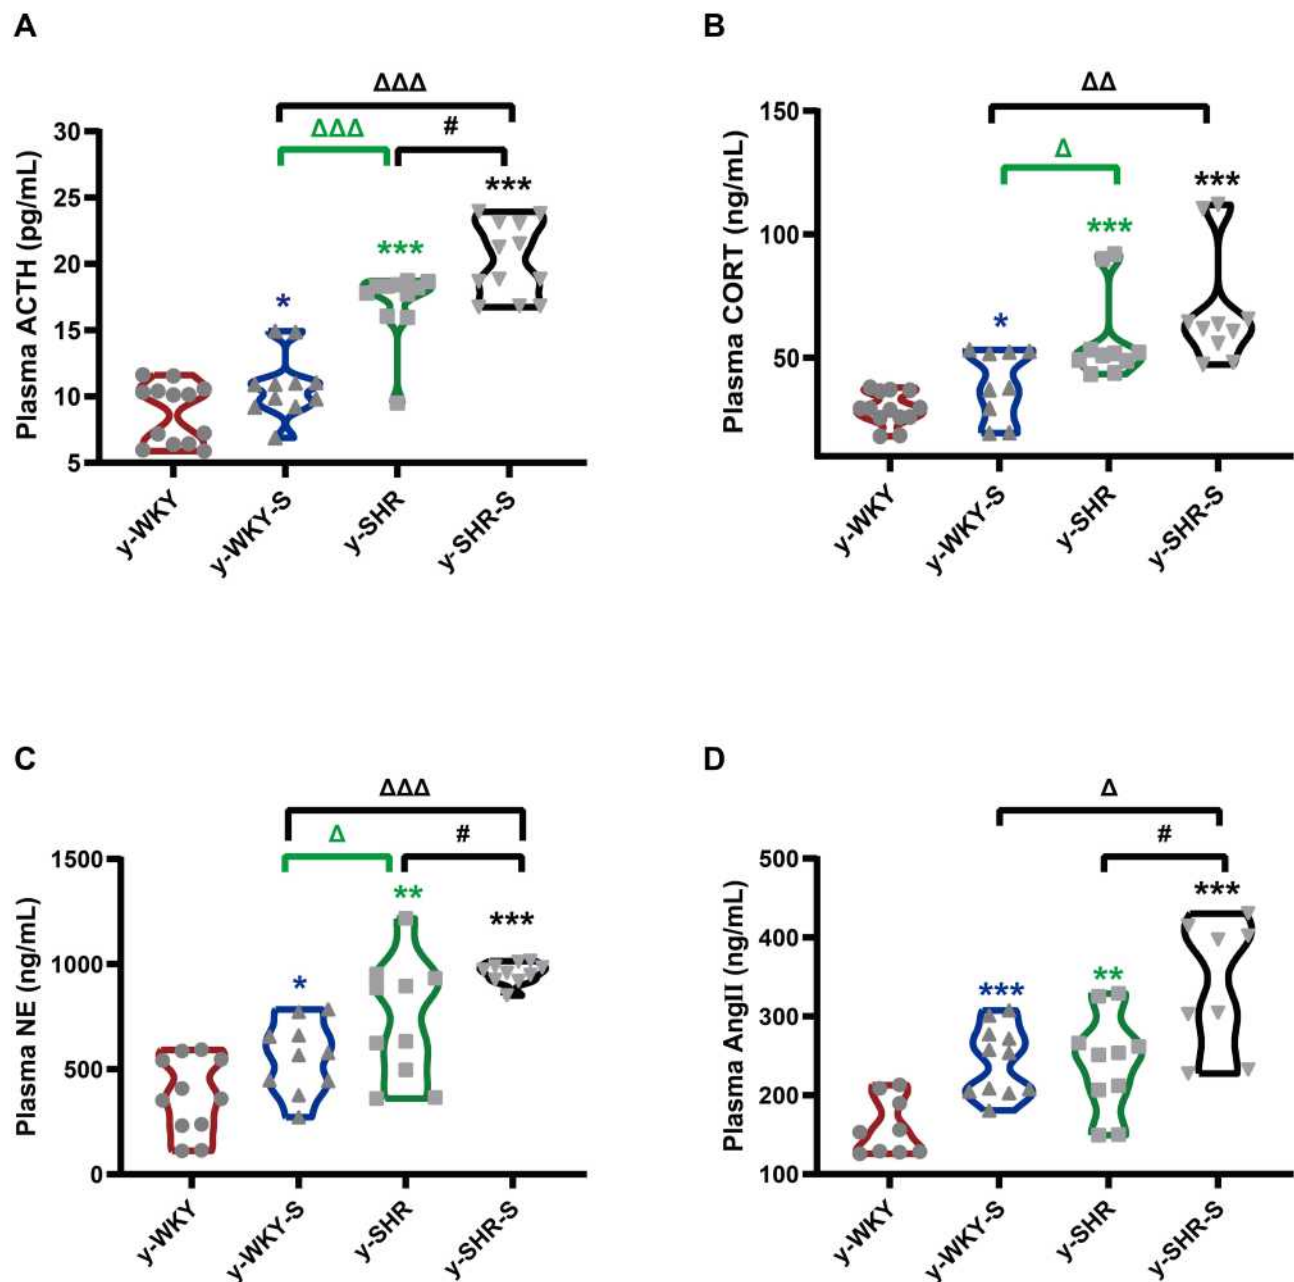 A
B
ΔΔΔ
ΔΔΔ
#
*
***
***
Plasma ACTH (pg/mL)
30
25
20
15
10
5
y-WKY
y-WKY-S
y-SHR
y-SHR-S
ΔΔ
Δ
*
***
***
Plasma CORT (ng/mL)
150
100
50
y-WKY
y-WKY-S
y-SHR
y-SHR-S
C
D
ΔΔΔ
Δ
#
*
**
***
Plasma NE (ng/mL)
1500
1000
500
0
y-WKY
y-WKY-S
y-SHR
y-SHR-S
Δ
#
***
**
***
Plasma AngII (ng/mL)
500
400
300
200
100
y-WKY
y-WKY-S
y-SHR
y-SHR-S